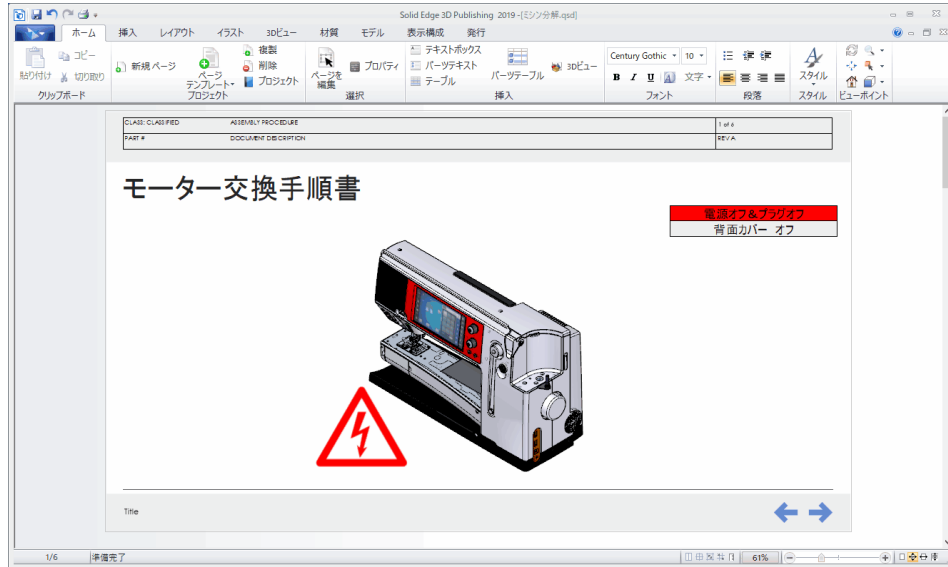 Solid Edge 3D Publishing 2019 -[ミシン分解.qsd]
ホーム 挿入 レイアウト イラスト 3Dビュー 材質 モデル 表示構成 発行
貼り付け
コピー
切り取り
クリップボード
新規ページ
ページ
テンプレート
複製
削除
プロジェクト
プロジェクト
ページを
編集
プロパティ
選択
テキストボックス
パーツテキスト
テーブル
パーツテーブル
3Dビュー
挿入
Century Gothic 10
B I U 文字
フォント
段落
スタイル
スタイル
ビューポイント
CLASS: CLASSIFIED ASSEMBLY PROCEDURE 1 of 6
PART # DOCUMENT DESCRIPTION REV A
モーター交換手順書
電源オフ&プラグオフ
背面カバー オフ
Title
1/6 準備完了 61%